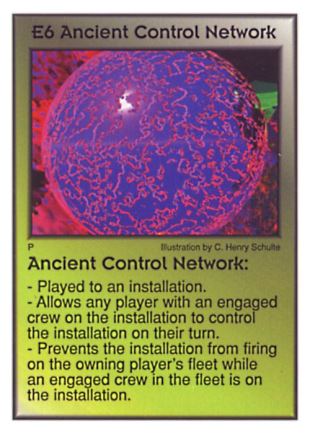 E6 Ancient Control Network
P
Illustration by C. Henry Schulte
Ancient Control Network:
- Played to an installation.
- Allows any player with an engaged
crew on the installation to control
the installation on their turn.
- Prevents the installation from firing
on the owning player's fleet while
an engaged crew in the fleet is on
the installation.